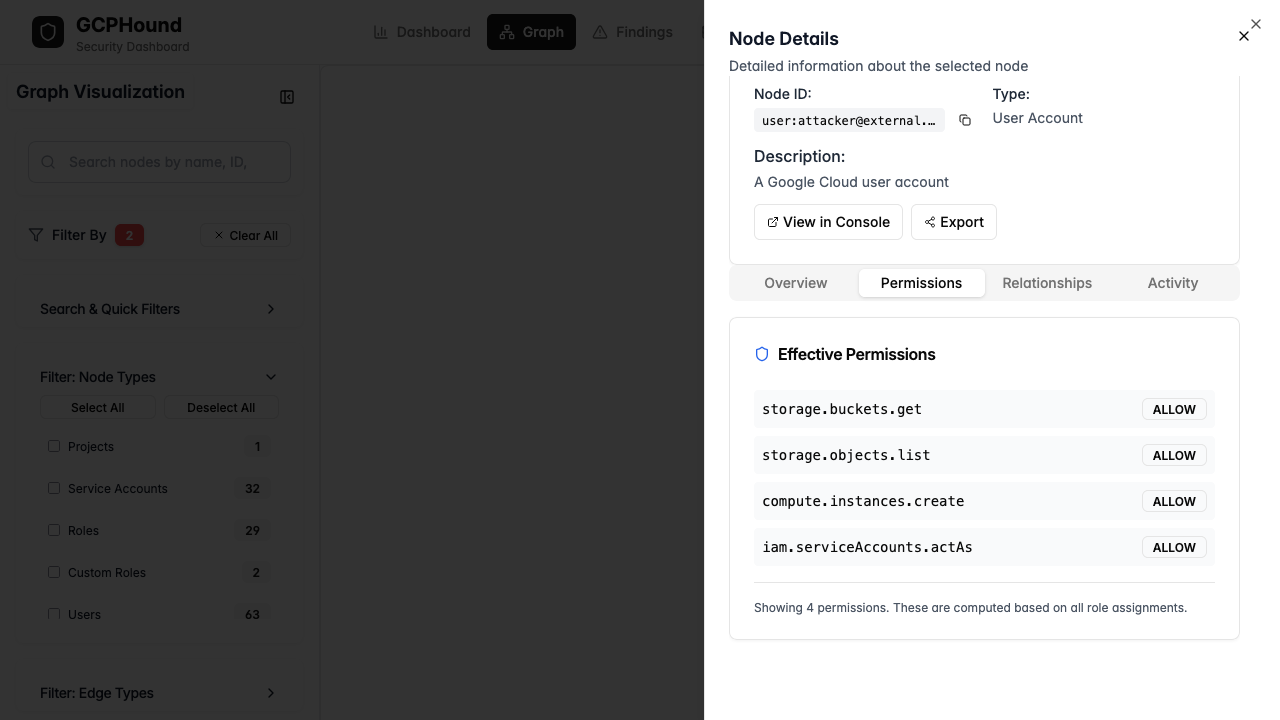 GCPHound
Security Dashboard
Dashboard
Graph
Findings
Graph Visualization
Search nodes by name, ID,
Filter By
2
Clear All
Search & Quick Filters
Filter: Node Types
Select All
Deselect All
Projects
1
Service Accounts
32
Roles
29
Custom Roles
2
Users
63
Filter: Edge Types
Node Details
Detailed information about the selected node
Node ID:
Type:
user:attacker@external.…
User Account
Description:
A Google Cloud user account
View in Console
Export
Overview
Permissions
Relationships
Activity
Effective Permissions
storage.buckets.get
ALLOW
storage.objects.list
ALLOW
compute.instances.create
ALLOW
iam.serviceAccounts.actAs
ALLOW
Showing 4 permissions. These are computed based on all role assignments.